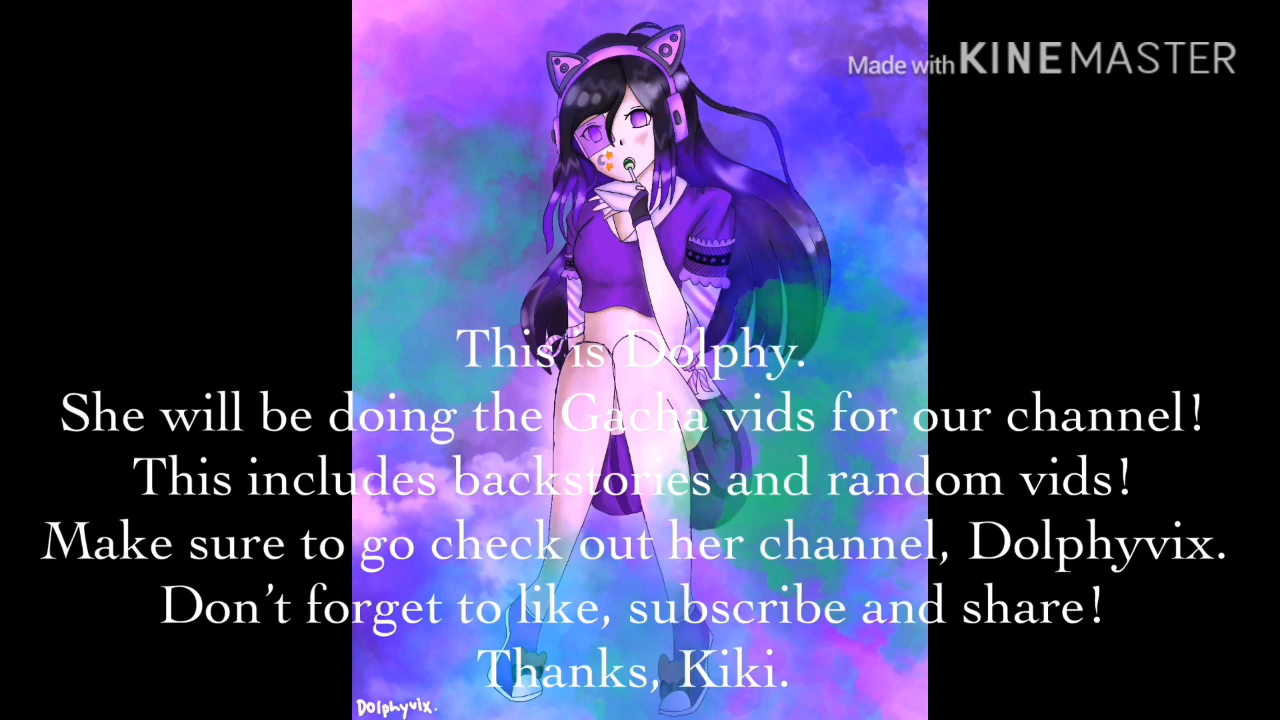 Made with KINEMASTER
This is Dolphy.
She will be doing the Gacha vids for our channel!
This includes backstories and random vids!
Make sure to go check out her channel, Dolphyvix.
Don't forget to like, subscribe and share!
Thanks, Kiki.
Dolphyvix.